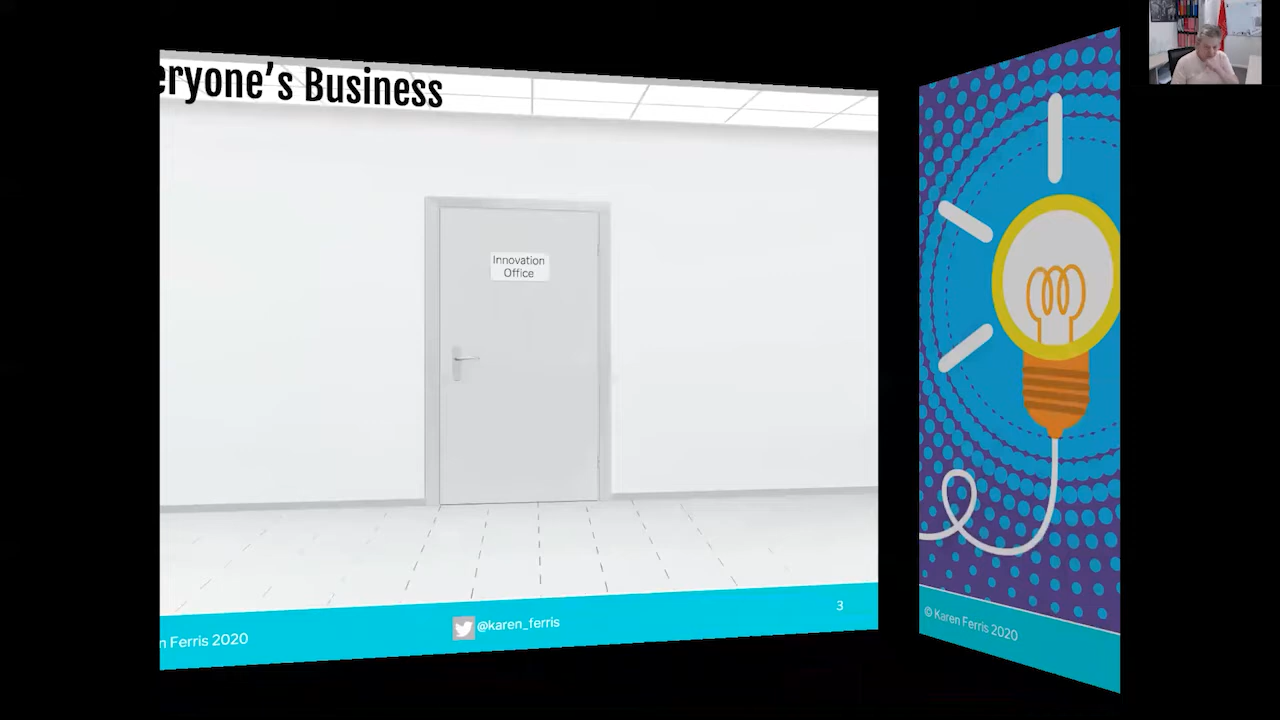 eryone's Business
Innovation
Office
n Ferris 2020
@karen_ferris
3
© Karen Ferris 2020